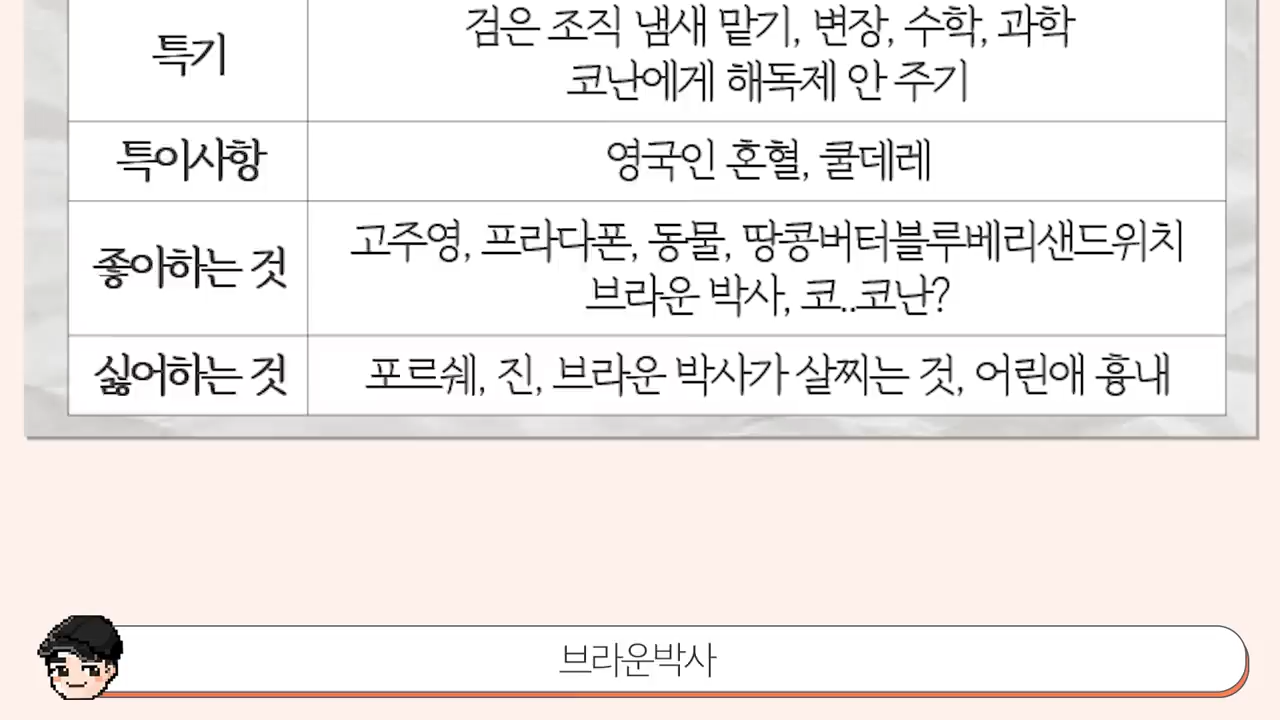 특기
검은 조직 냄새 맡기, 변장, 수학, 과학
코난에게 해독제 안 주기
특이사항
영국인 혼혈, 쿨데레
좋아하는 것
고주영, 프라다폰, 동물, 땅콩버터블루베리샌드위치
브라운 박사, 코..코난?
싫어하는 것
포르쉐, 진, 브라운 박사가 살찌는 것, 어린애 흉내
브라운박사